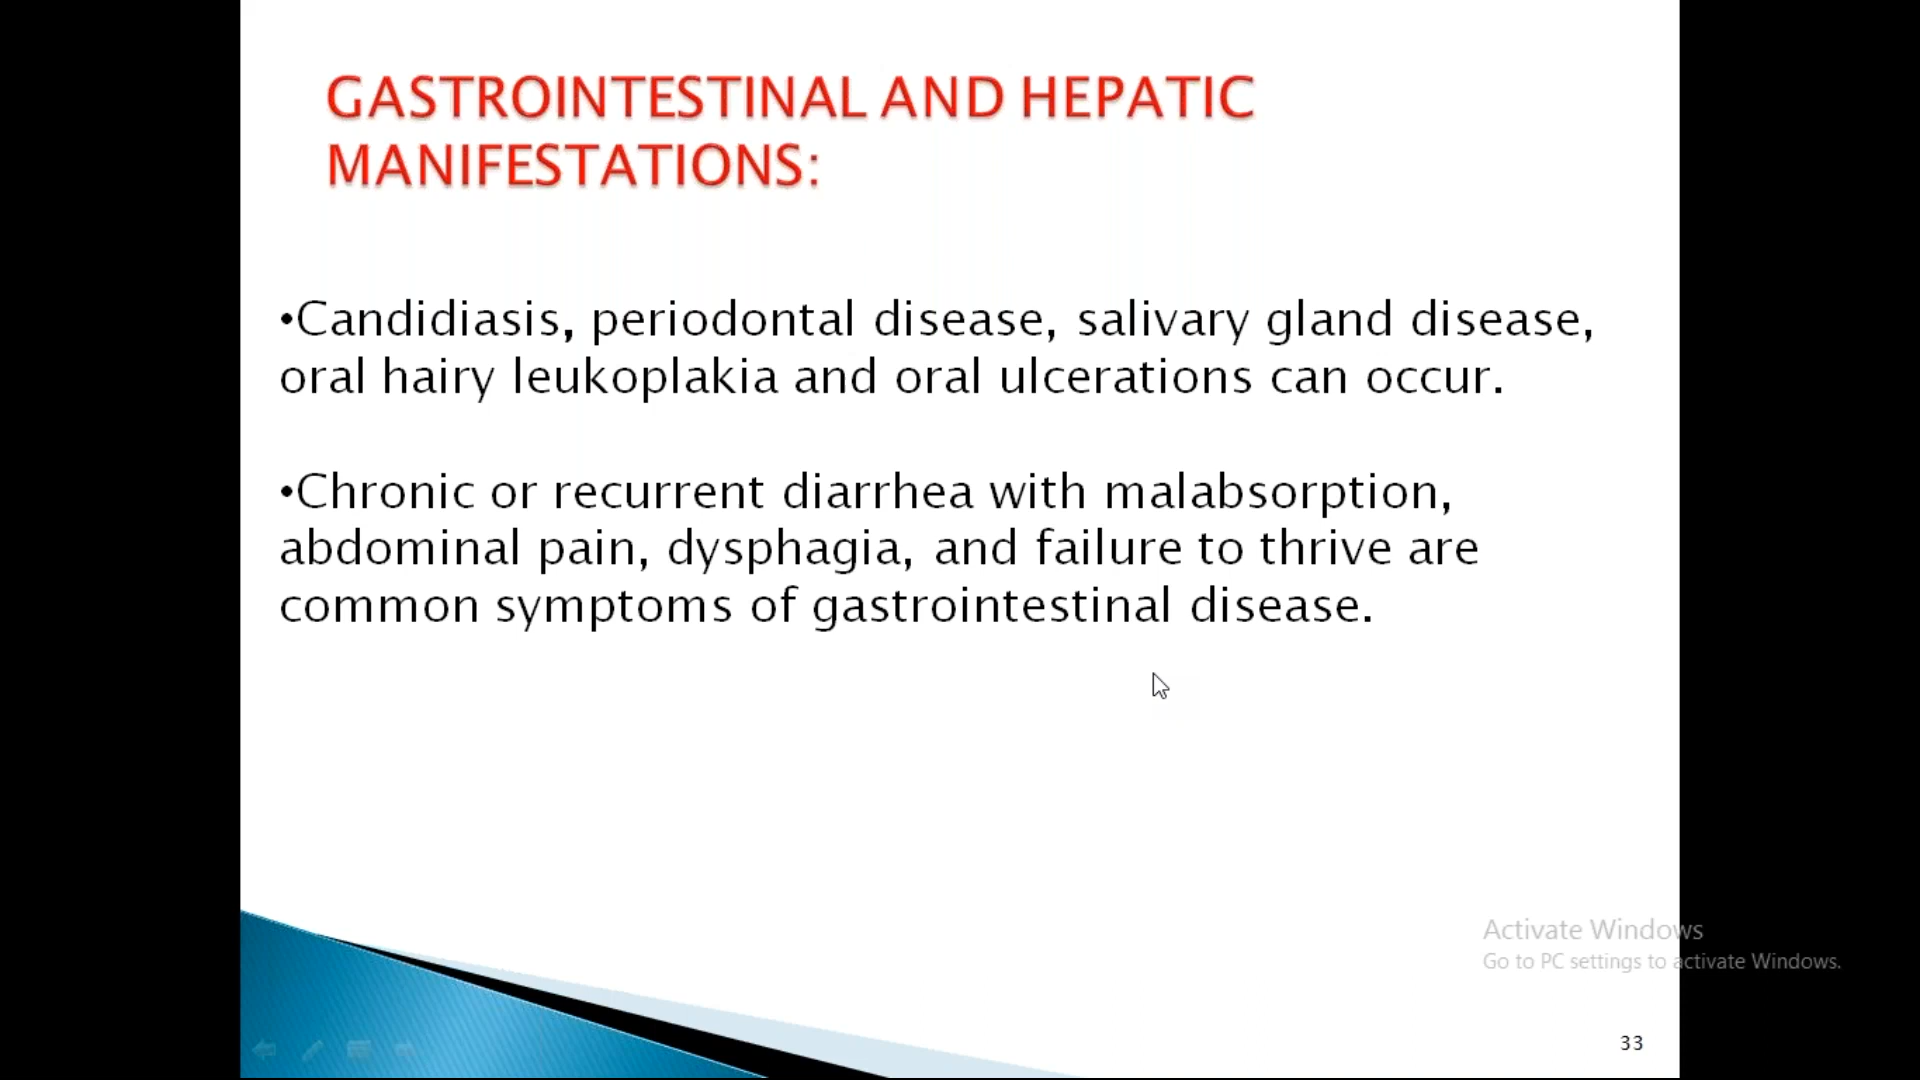 GASTROINTESTINAL AND HEPATIC
MANIFESTATIONS:
•Candidiasis, periodontal disease, salivary gland disease,
oral hairy leukoplakia and oral ulcerations can occur.
•Chronic or recurrent diarrhea with malabsorption,
abdominal pain, dysphagia, and failure to thrive are
common symptoms of gastrointestinal disease.
Activate Windows
Go to PC settings to activate Windows.
33